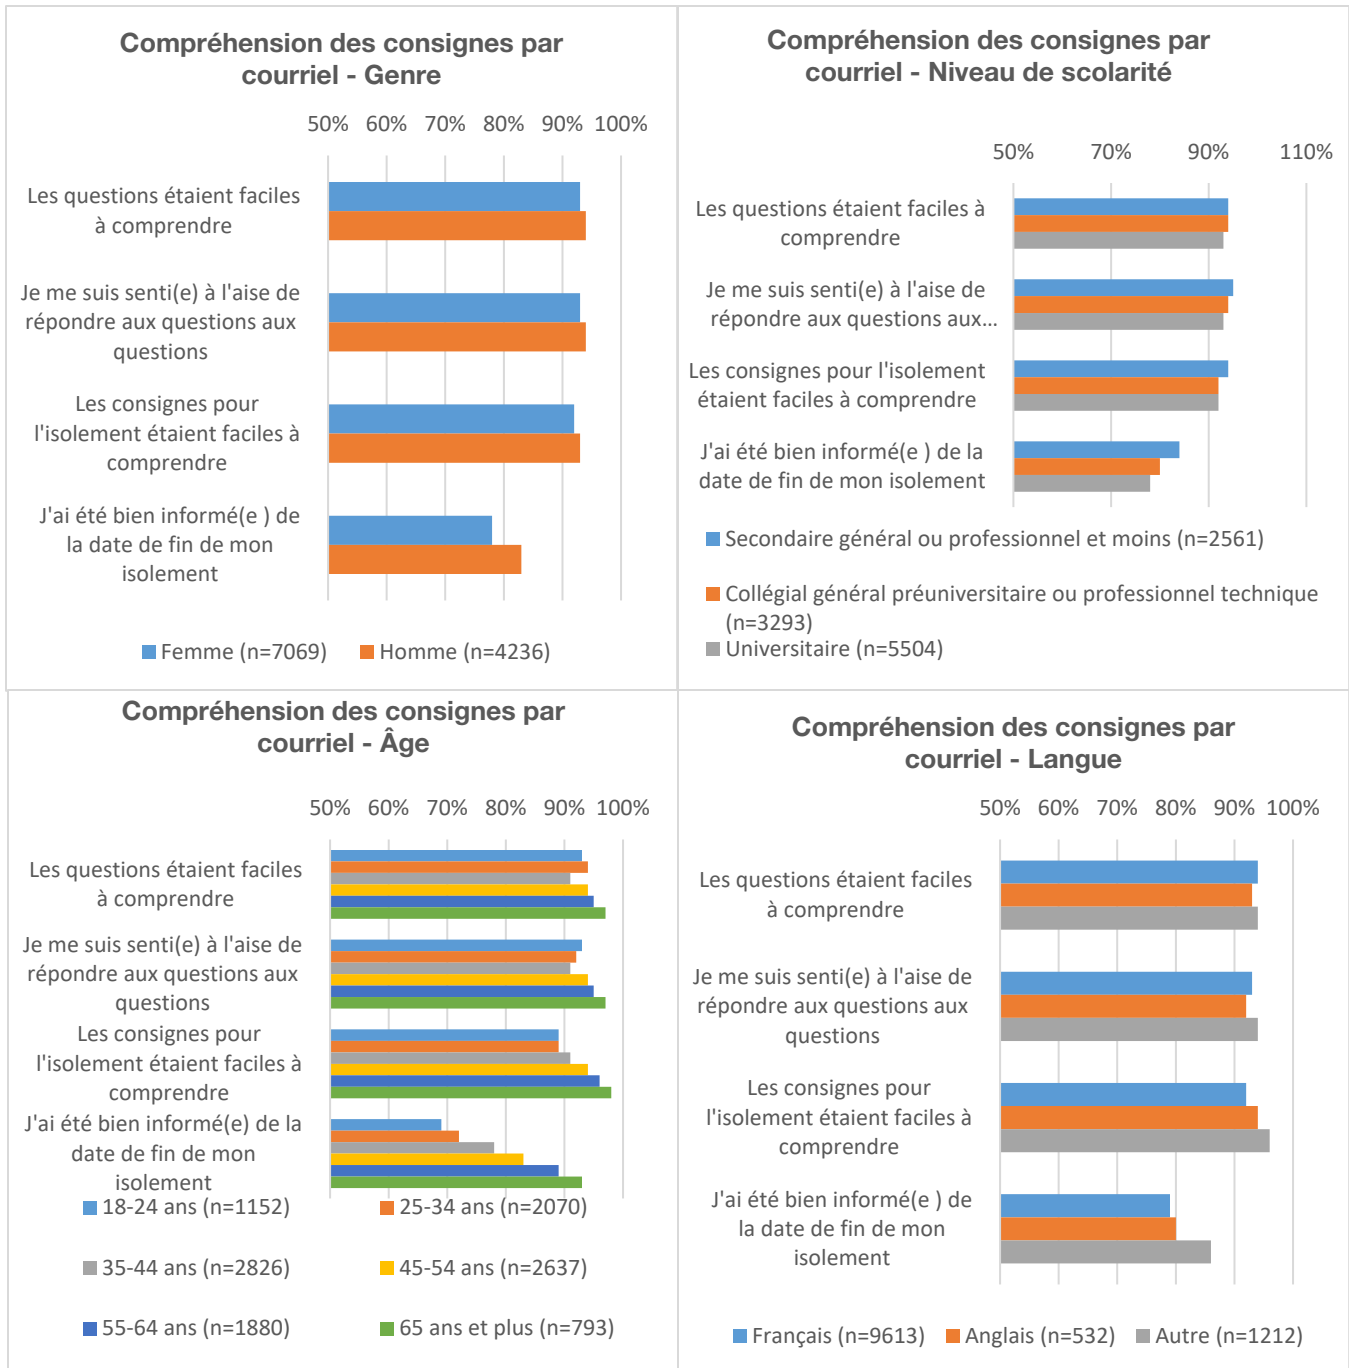 Compréhension des consignes par
courriel - Genre
50% 60% 70% 80% 90% 100%
Les questions étaient faciles
à comprendre
Je me suis senti(e) à l'aise de
répondre aux questions aux
questions
Les consignes pour
l'isolement étaient faciles à
comprendre
J'ai été bien informé(e ) de
la date de fin de mon
isolement
Femme (n=7069) Homme (n=4236)
Compréhension des consignes par
courriel - Niveau de scolarité
50% 70% 90% 110%
Les questions étaient faciles à
comprendre
Je me suis senti(e) à l'aise de
répondre aux questions aux...
Les consignes pour l'isolement
étaient faciles à comprendre
J'ai été bien informé(e ) de la
date de fin de mon isolement
Secondaire général ou professionnel et moins (n=2561)
Collégial général préuniversitaire ou professionnel technique
(n=3293)
Universitaire (n=5504)
Compréhension des consignes par
courriel - Âge
50% 60% 70% 80% 90% 100%
Les questions étaient faciles
à comprendre
Je me suis senti(e) à l'aise de
répondre aux questions aux
questions
Les consignes pour
l'isolement étaient faciles à
comprendre
J'ai été bien informé(e) de la
date de fin de mon
isolement
18-24 ans (n=1152) 25-34 ans (n=2070)
35-44 ans (n=2826) 45-54 ans (n=2637)
55-64 ans (n=1880) 65 ans et plus (n=793)
Compréhension des consignes par
courriel - Langue
50% 60% 70% 80% 90% 100%
Les questions étaient faciles
à comprendre
Je me suis senti(e) à l'aise de
répondre aux questions aux
questions
Les consignes pour
l'isolement étaient faciles à
comprendre
J'ai été bien informé(e ) de
la date de fin de mon
isolement
Français (n=9613) Anglais (n=532) Autre (n=1212)